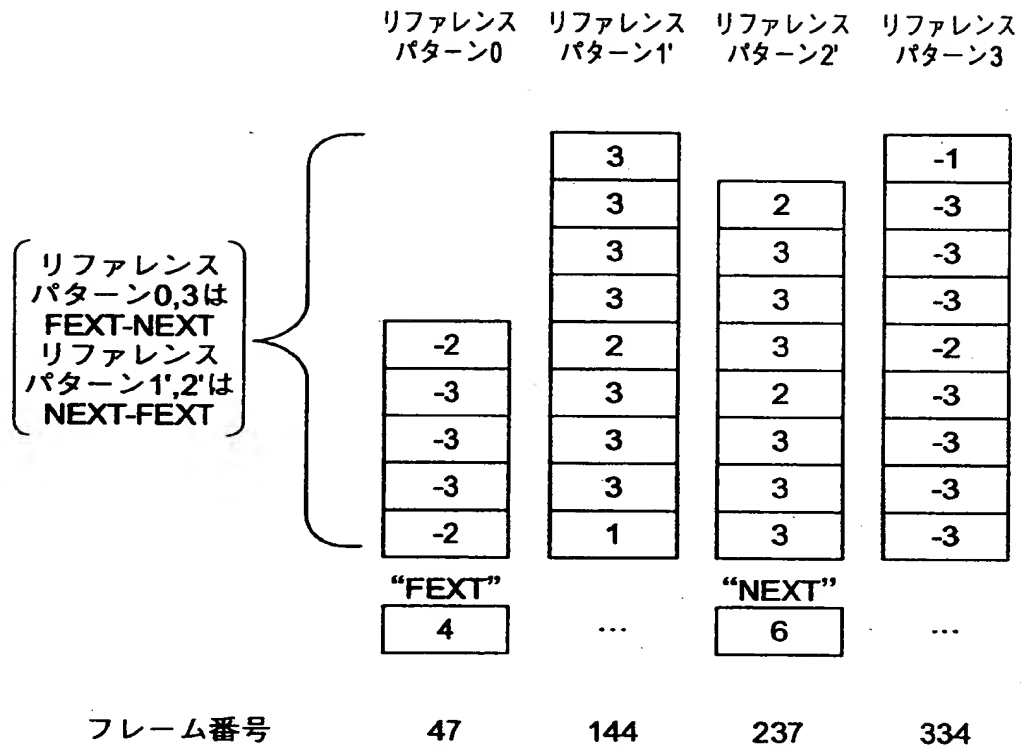 リファレンス
パターン0
リファレンス
パターン1'
リファレンス
パターン2'
リファレンス
パターン3
リファレンス
パターン0,3は
FEXT-NEXT
リファレンス
パターン1',2'は
NEXT-FEXT
3 -1
3 2 -3
3 3 -3
3 3 -3
-2 2 3 -2
-3 3 2 -3
-3 3 3 -3
-3 3 3 -3
-2 1 3 -3
“FEXT” “NEXT”
4 … 6 …
フレーム番号 47 144 237 334